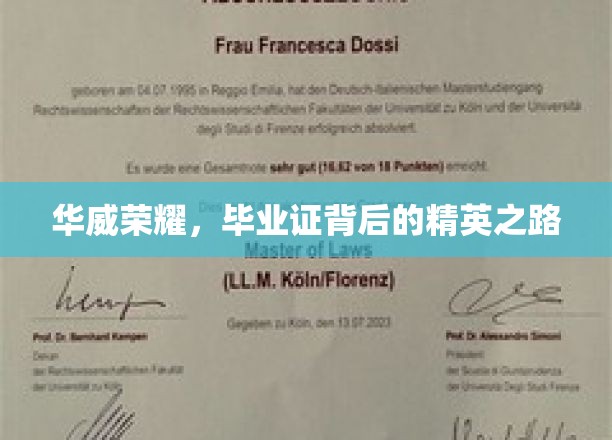 Frau Francesca Dossi
geboren am 04.07.1995 in Reggio Emilia, hat den Deutsch-Italienischen Masterstudiengang
Rechtswissenschaften der Rechtswissenschaftlichen Fakultäten der Universität zu Köln und der Università
degli Studi di Firenze erfolgreich absolviert.
Es wurde eine Gesamtnote sehr gut (16,62 von 18 Punkten) erreicht.
华威荣耀，毕业证背后的精英之路
Master of Laws
(LL.M. Köln/Florenz)
Gegeben zu Köln, den 13.07.2023
Prof. Dr. Bernhard Kempen
Dekan
der Rechtswissenschaftlichen Fakultät
der Universität zu Köln
Prof. Dr. Alessandro Simoni
Präsident
der Scuola di Giurisprudenza
der Università Degli Studi Firenze